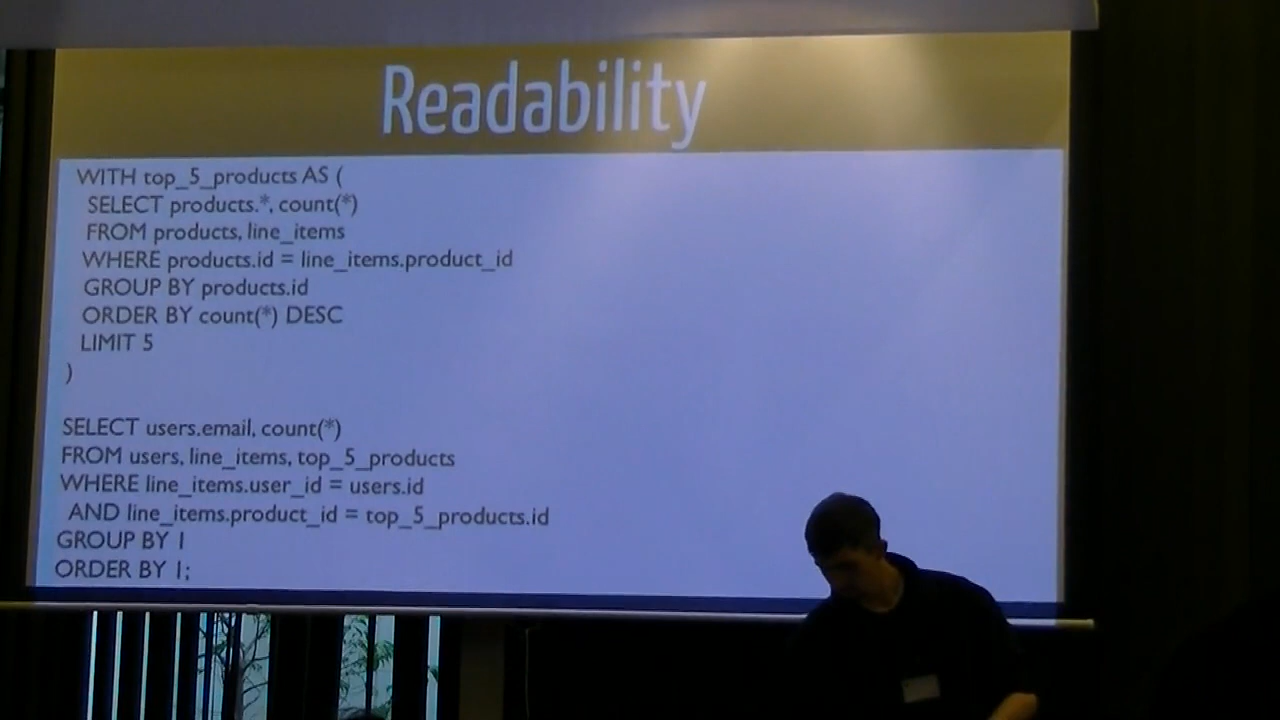 Readability
WITH top_5_products AS (
SELECT products.*, count(*)
FROM products, line_items
WHERE products.id = line_items.product_id
GROUP BY products.id
ORDER BY count(*) DESC
LIMIT 5
)
SELECT users.email, count(*)
FROM users, line_items, top_5_products
WHERE line_items.user_id = users.id
AND line_items.product_id = top_5_products.id
GROUP BY 1
ORDER BY 1;